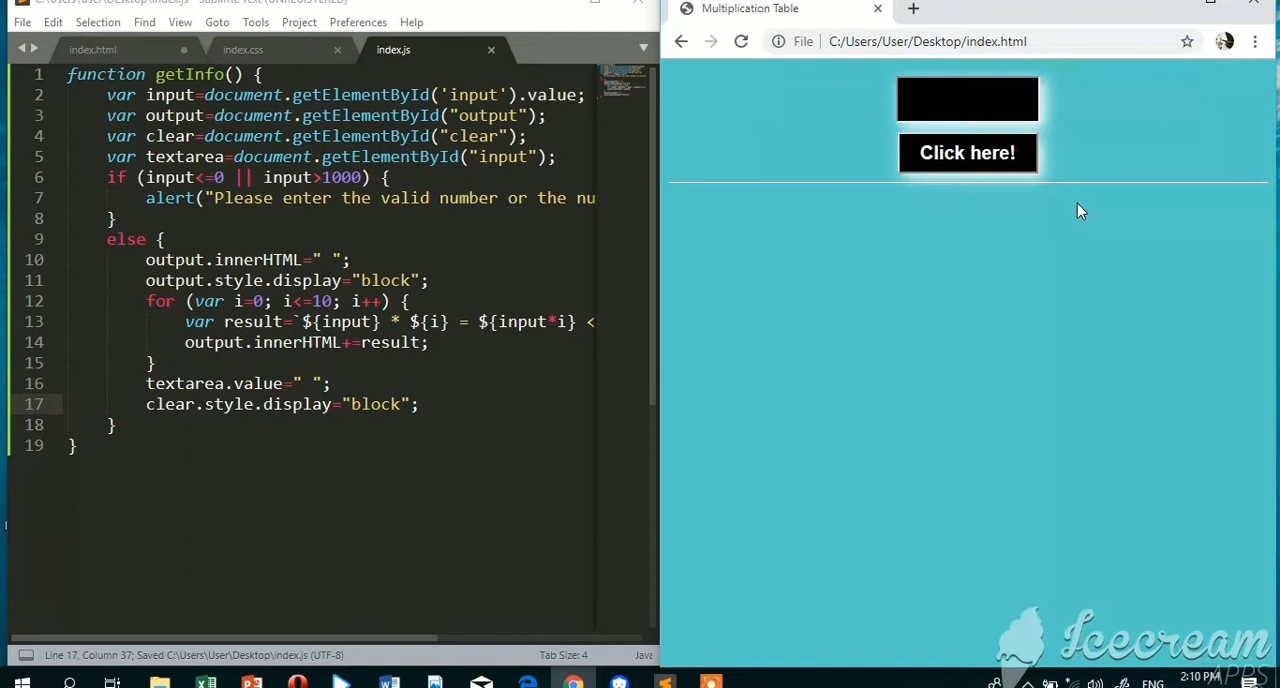 File Edit Selection Find View Goto Tools Project Preferences Help
index.html index.css index.js
1 function getInfo() {
2 var input=document.getElementById('input').value;
3 var output=document.getElementById("output");
4 var clear=document.getElementById("clear");
5 var textarea=document.getElementById("input");
6 if (input<=0 || input>1000) {
7 alert("Please enter the valid number or the nu
8 }
9 else {
10 output.innerHTML=" ";
11 output.style.display="block";
12 for (var i=0; i<=10; i++) {
13 var result=`${input} * ${i} = ${input*i} <
14 output.innerHTML+=result;
15 }
16 textarea.value=" ";
17 clear.style.display="block";
18 }
19 }
Line 17, Column 37; Saved C:\Users\User\Desktop\index.js (UTF-8) Tab Size: 4 Java
Multiplication Table
File C:/Users/User/Desktop/index.html
Click here!
Icecream
APPS
ENG 2:10 PM